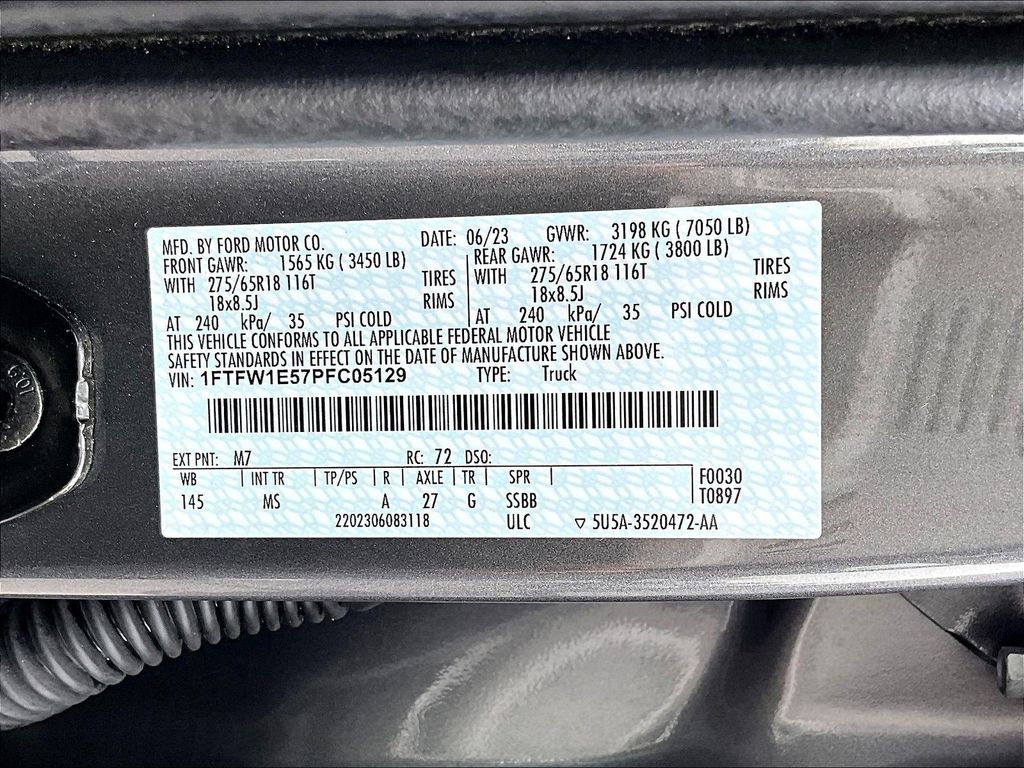 MFD. BY FORD MOTOR CO. DATE: 06/23 GVWR: 3198 KG ( 7050 LB)
FRONT GAWR: 1565 KG ( 3450 LB) REAR GAWR: 1724 KG ( 3800 LB)
WITH 275/65R18 116T TIRES WITH 275/65R18 116T TIRES
18x8.5J RIMS 18x8.5J RIMS
AT 240 kPa/ 35 PSI COLD AT 240 kPa/ 35 PSI COLD
THIS VEHICLE CONFORMS TO ALL APPLICABLE FEDERAL MOTOR VEHICLE
SAFETY STANDARDS IN EFFECT ON THE DATE OF MANUFACTURE SHOWN ABOVE.
VIN: 1FTFW1E57PFC05129 TYPE: Truck
EXT PNT: M7 RC: 72 DSO:
WB INT TR TP/PS R AXLE TR SPR F0030
145 MS A 27 G SSBB T0897
2202306083118 ULC ▽ 5U5A-3520472-AA